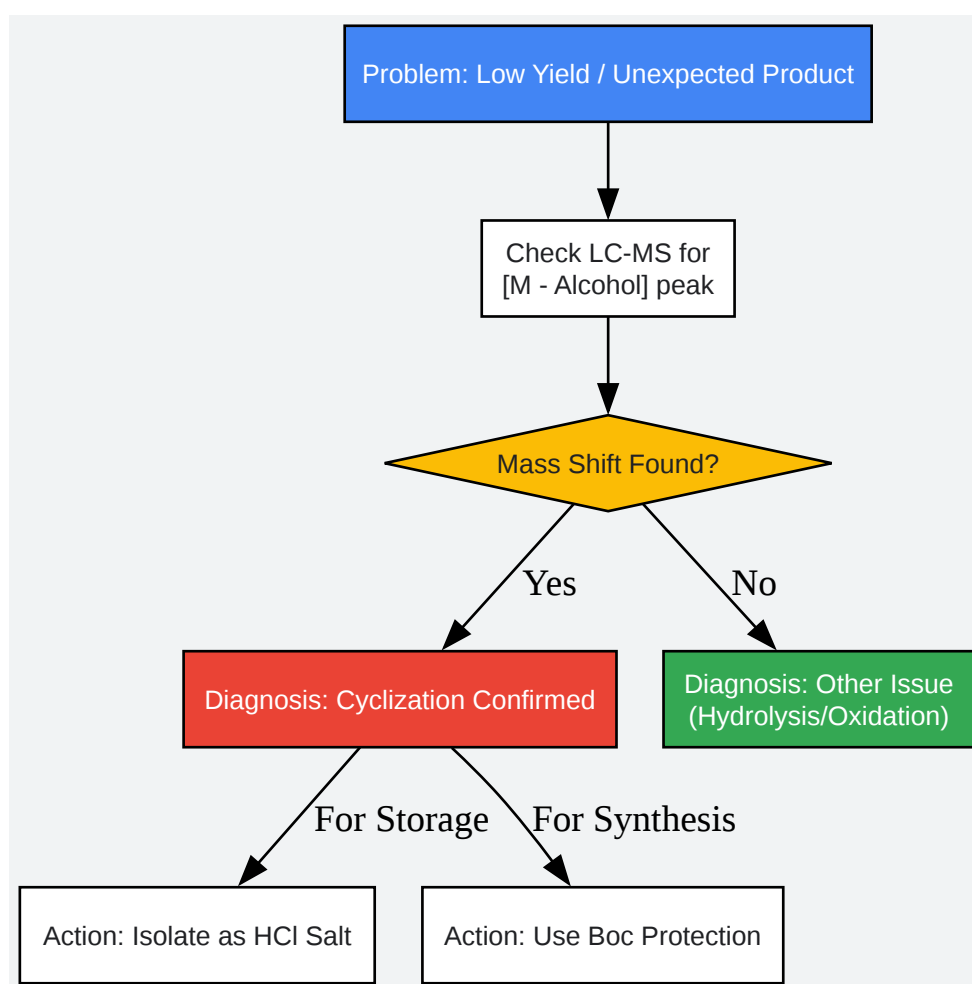 Problem: Low Yield / Unexpected Product
Check LC-MS for
[M - Alcohol] peak
Mass Shift Found?
Yes
No
Diagnosis: Cyclization Confirmed
Diagnosis: Other Issue
(Hydrolysis/Oxidation)
For Storage
For Synthesis
Action: Isolate as HCl Salt
Action: Use Boc Protection